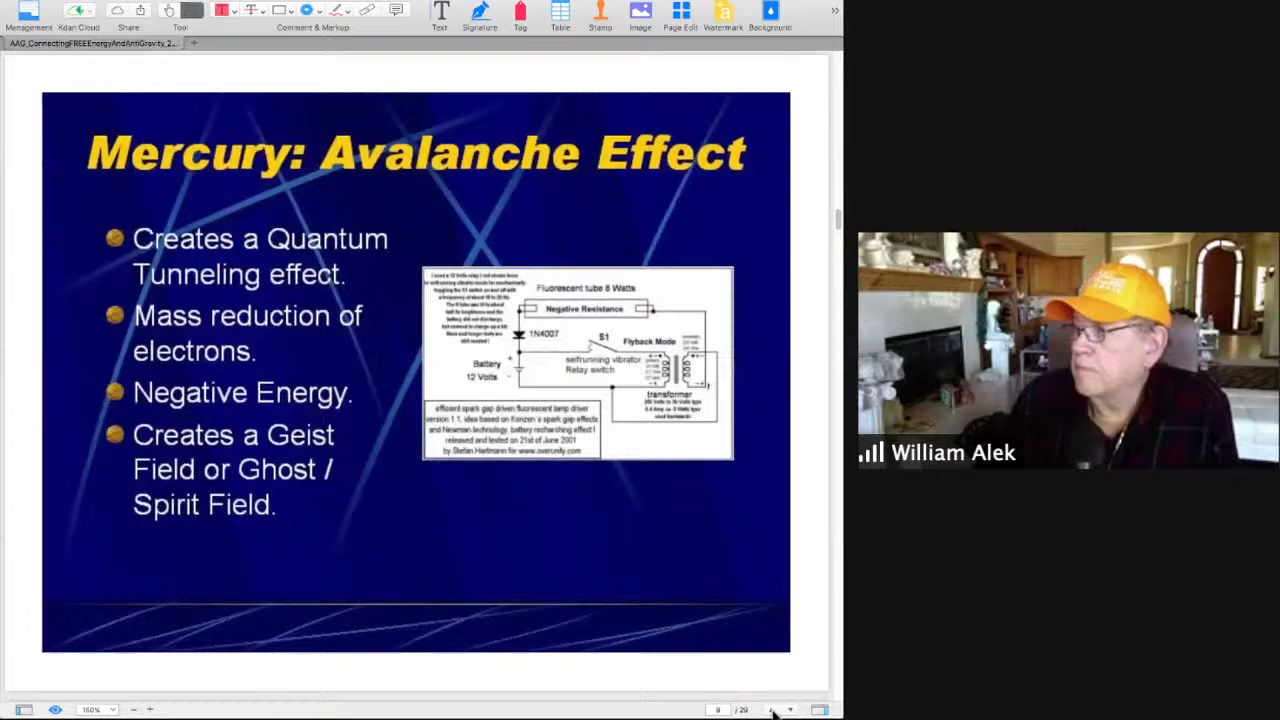 Management
Kdan Cloud
Share
Tool
Comment & Markup
Text
Signature
Tag
Table
Stamp
Image
Page Edit
Watermark
Background
AAG_ConnectingFREEEnergyAndAntiGravity_2...
Mercury: Avalanche Effect
Creates a Quantum
Tunneling effect.
Mass reduction of
electrons.
Negative Energy.
Creates a Geist
Field or Ghost /
Spirit Field.
Fluorescent tube 8 Watts
Negative Resistance
1N4007
S1
Flyback Mode
selfrunning vibrator
Relay switch
Battery
12 Volts
+
-
transformer
efficient spark gap driven fluorescent lamp driver
version 1.1, idea based on Konzen's spark gap effects
and Newman technology, battery recharching effect !
released and tested on 21st of June 2001
by Stefan Hartmann for www.overunity.com
William Alek
150%
8 / 29